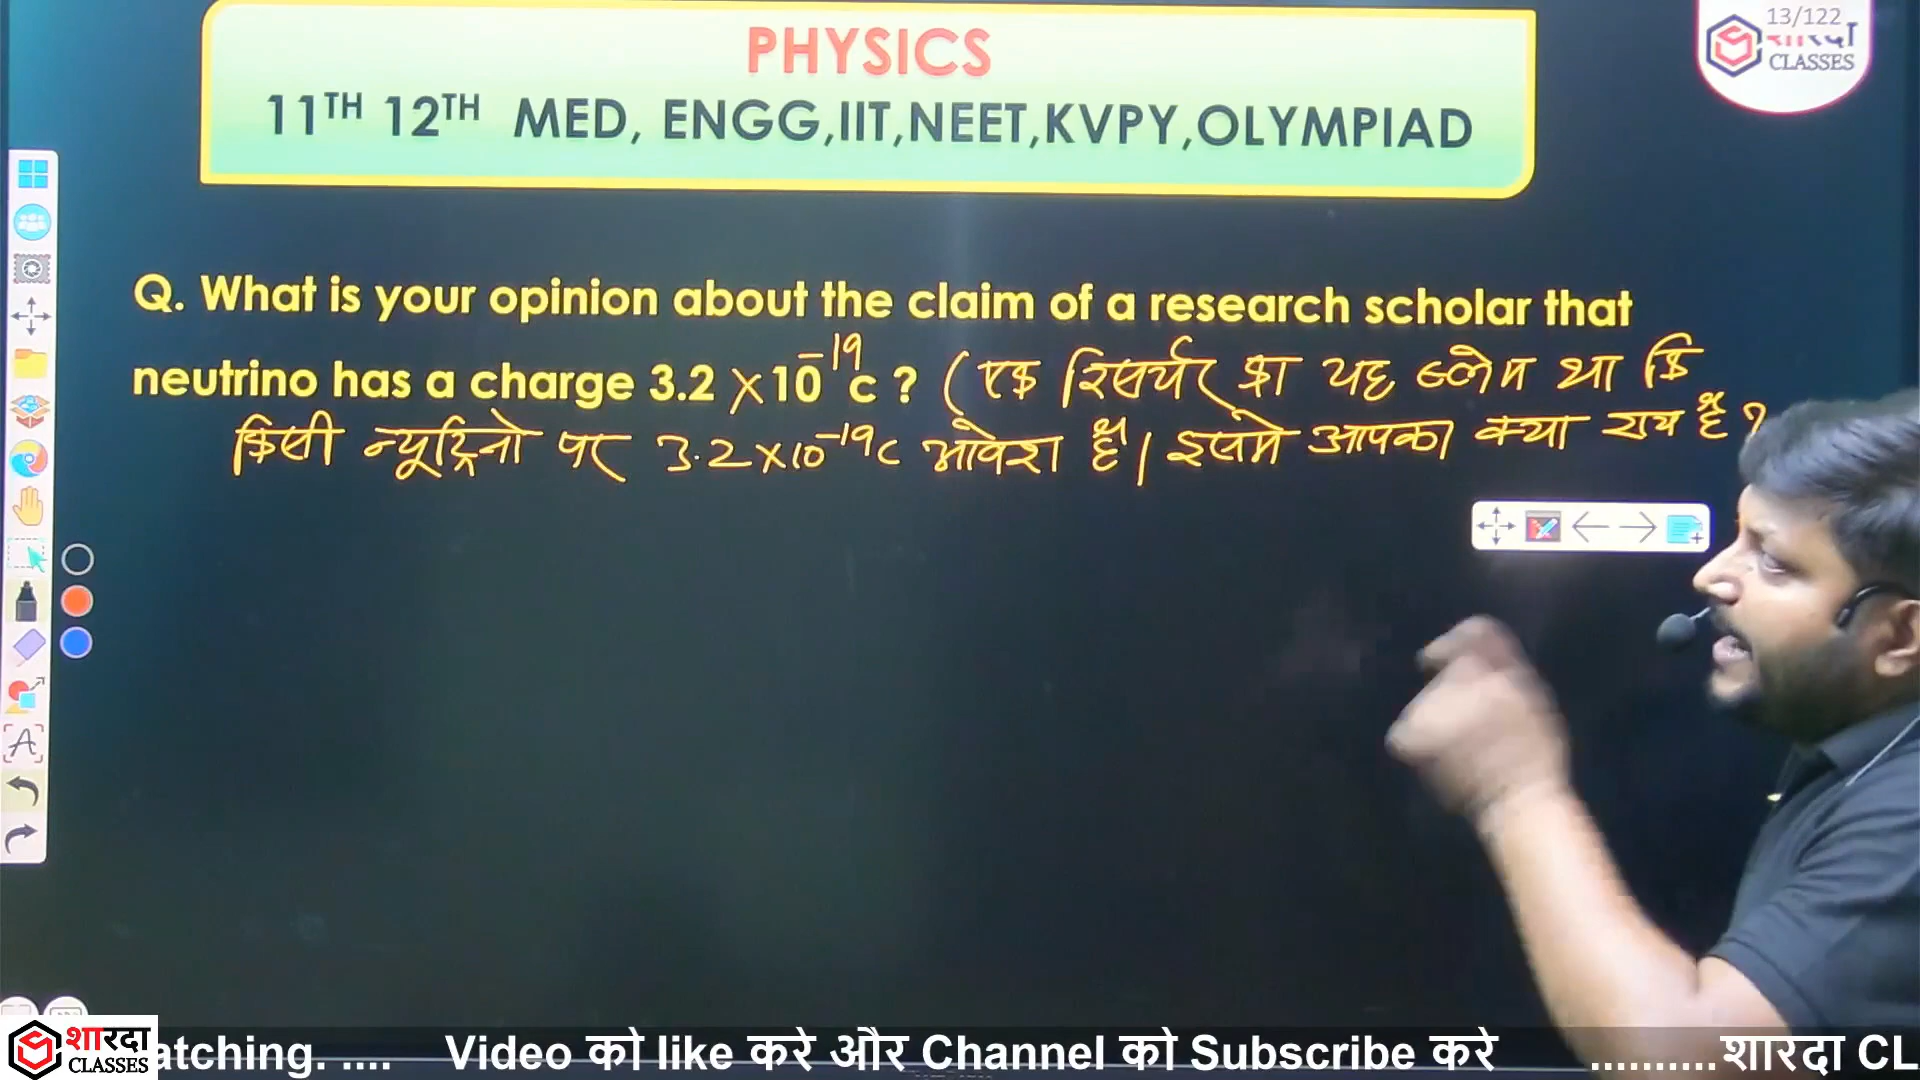 PHYSICS
11TH 12TH MED, ENGG,IIT,NEET,KVPY,OLYMPIAD
13/122
शारदा
CLASSES
Q. What is your opinion about the claim of a research scholar that
neutrino has a charge 3.2 ×10⁻¹⁹c ? (एक रिसर्चर का यह क्लेम था कि
किसी न्यूट्रिनो पर 3.2×10⁻¹⁹c आवेश है। इसमे आपका क्या राय है ?
A
शारदा
CLASSES
atching. .... Video को like करे और Channel को Subscribe करे ..........शारदा CL